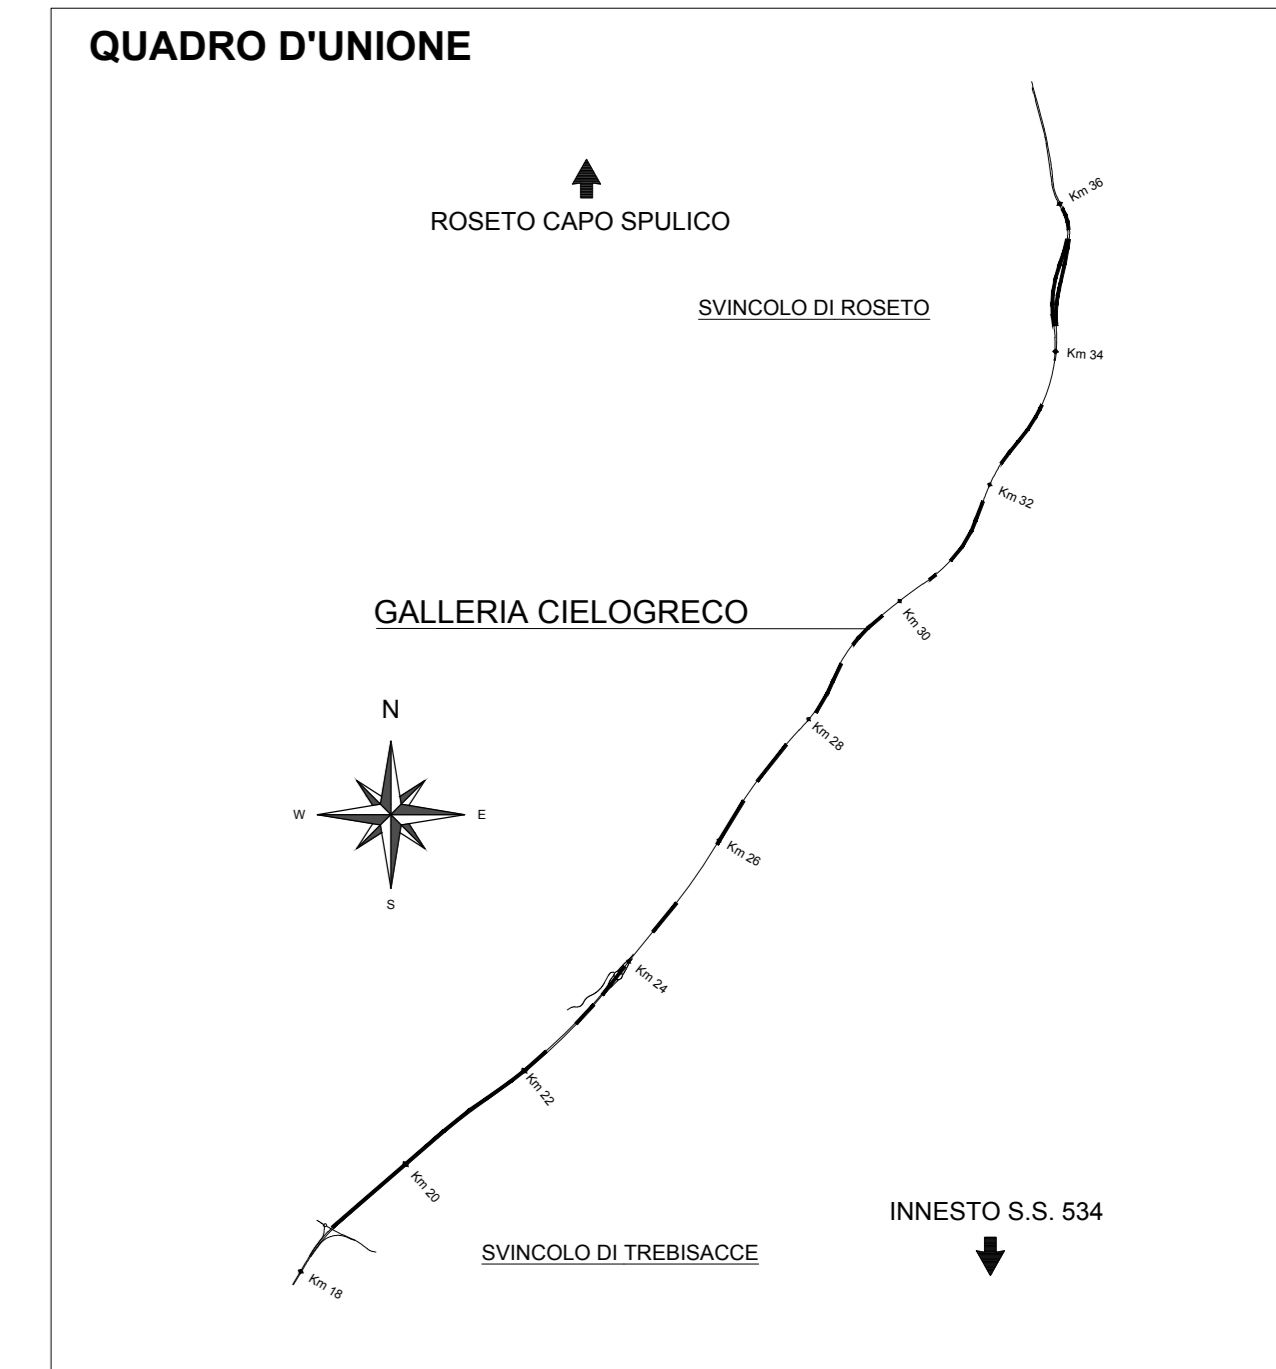 QUADRO D'UNIONE
Km 36
ROSETO CAPO SPULICO
SVINCOLO DI ROSETO
Km 34
Km 32
GALLERIA CIELOGRECO
Km 30
N
Km 28
W
E
Km 26
S
Km 24
Km 22
Km 20
INNESTO S.S. 534
SVINCOLO DI TREBISACCE
Km 18